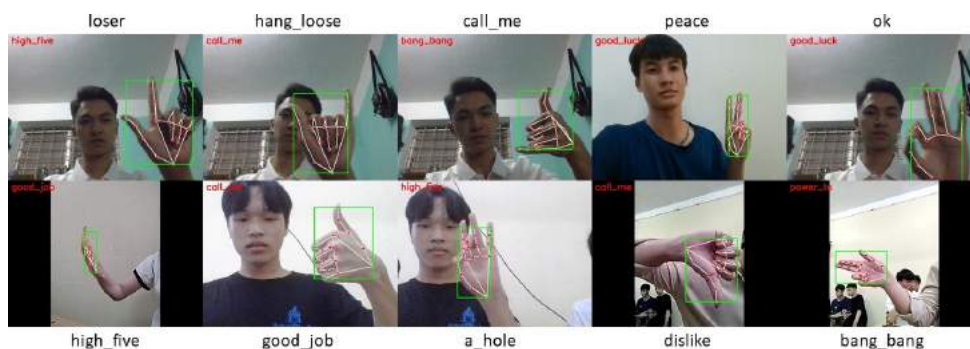 loser hang_loose call_me peace ok
high_five call_me bang_bang good_luck good_luck
good_job call_me high_five call_me
high_five good_job a_hole dislike bang_bang